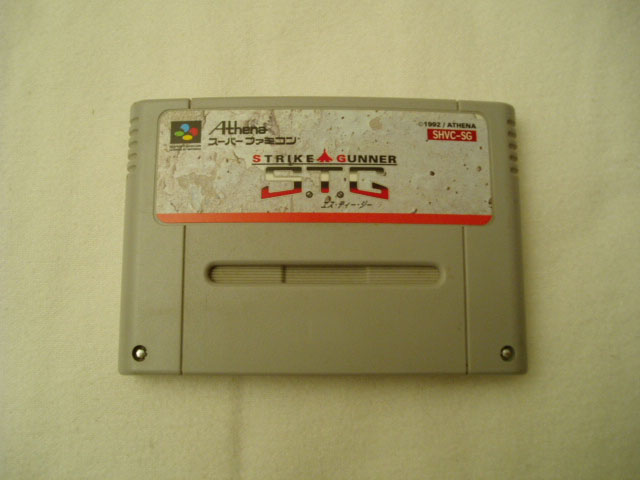 Athena
スーパーファミコン
©1992 / ATHENA
SHVC-SG
STRIKE GUNNER
S.T.G
エス・ティー・ジー